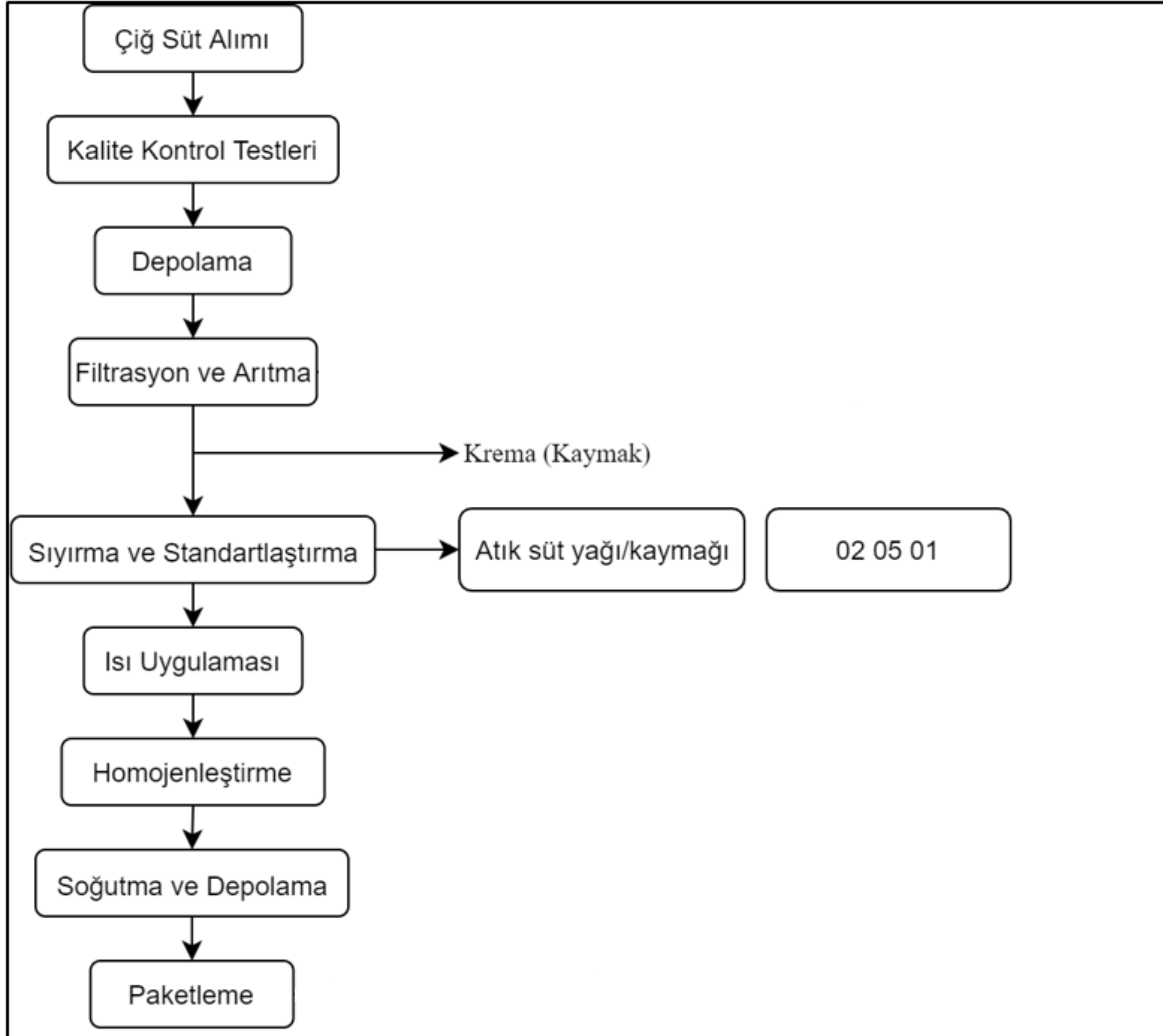 Çiğ Süt Alımı
Kalite Kontrol Testleri
Depolama
Filtrasyon ve Arıtma
Krema (Kaymak)
Sıyırma ve Standartlaştırma
Atık süt yağı/kaymağı
02 05 01
Isı Uygulaması
Homojenleştirme
Soğutma ve Depolama
Paketleme